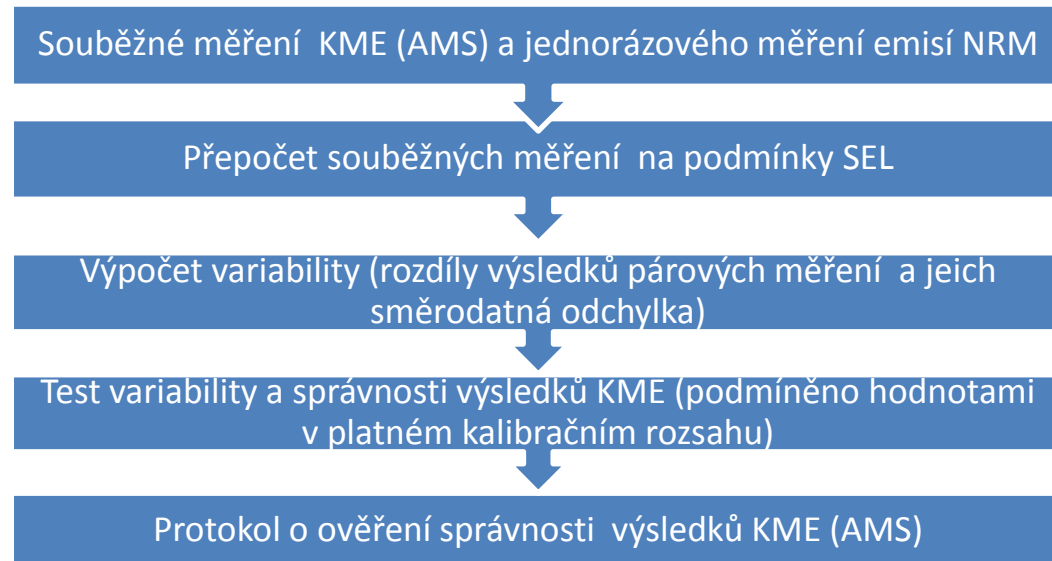 Souběžné měření KME (AMS) a jednorázového měření emisí NRM
Přepočet souběžných měření na podmínky SEL
Výpočet variability (rozdíly výsledků párových měření a jeich
směrodatná odchylka)
Test variability a správnosti výsledků KME (podmíněno hodnotami
v platném kalibračním rozsahu)
Protokol o ověření správnosti výsledků KME (AMS)